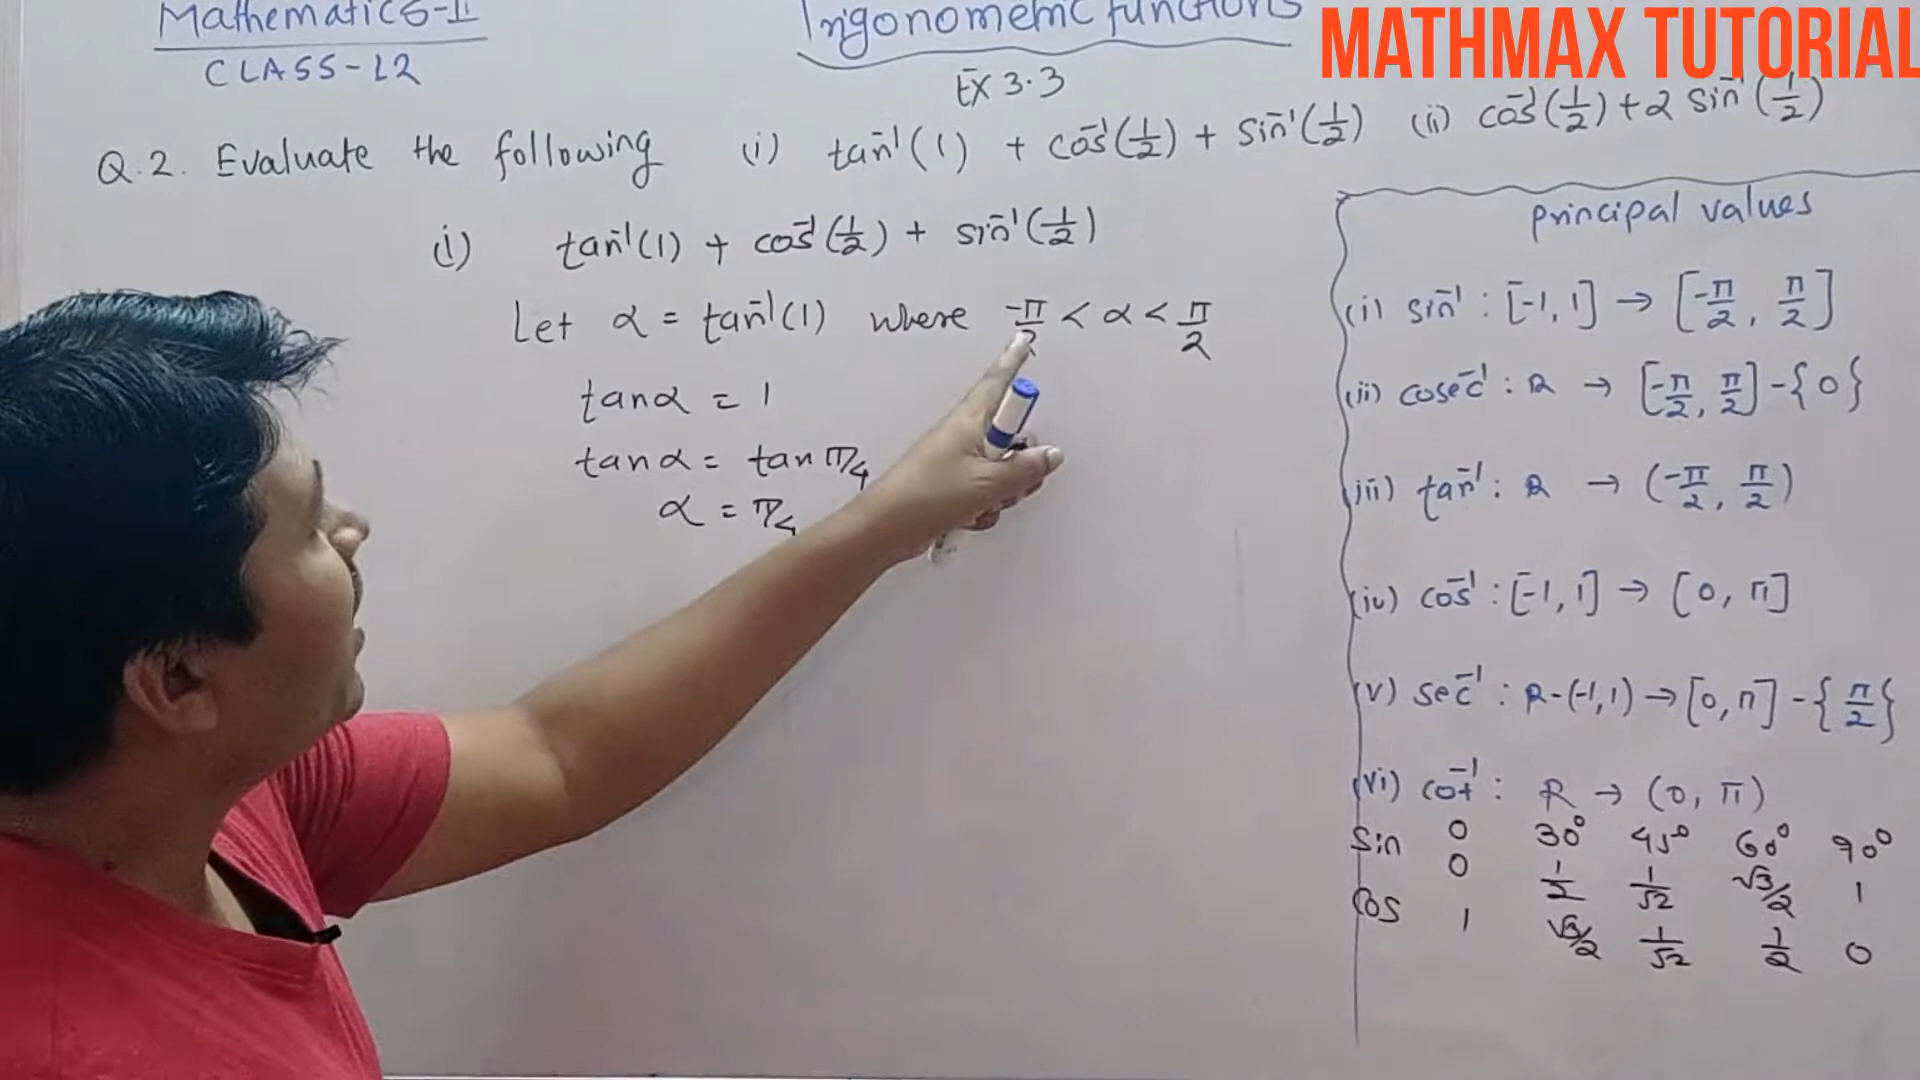 Mathematics-II
CLASS-12
Trigonometric functions
Ex 3.3
MATHMAX TUTORIAL
Q.2. Evaluate the following (i) tan⁻¹(1) + cos⁻¹(1/2) + sin⁻¹(1/2) (ii) cos⁻¹(1/2) + 2 sin⁻¹(1/2)
(i) tan⁻¹(1) + cos⁻¹(1/2) + sin⁻¹(1/2)
Let α = tan⁻¹(1) where -π/2 < α < π/2
tanα = 1
tanα = tan π/4
α = π/4
principal values
(i) sin⁻¹ : [-1, 1] → [-π/2, π/2]
(ii) cosec⁻¹ : R → [-π/2, π/2] - {0}
(iii) tan⁻¹ : R → (-π/2, π/2)
(iv) cos⁻¹ : [-1, 1] → [0, π]
(v) sec⁻¹ : R-(-1,1) → [0, π] - {π/2}
(vi) cot⁻¹ : R → (0, π)
0 30° 45° 60° 90°
Sin 0 1/2 1/√2 √3/2 1
Cos 1 √3/2 1/√2 1/2 0